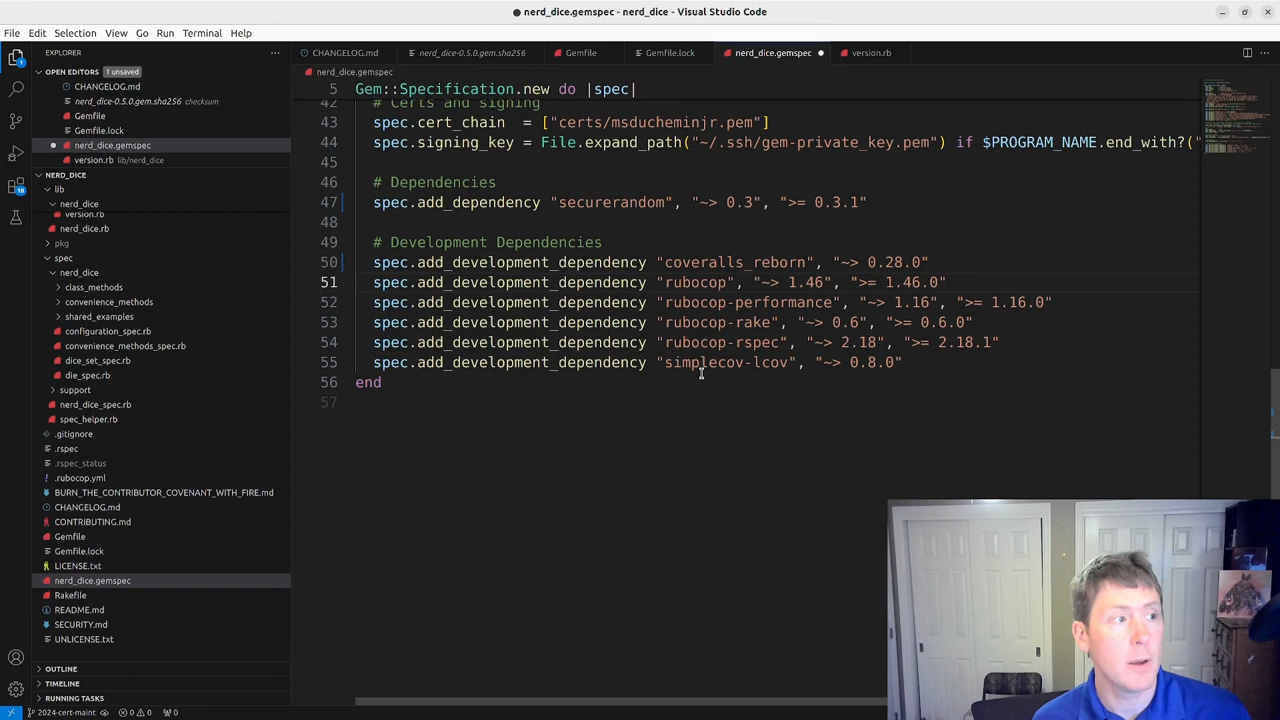 nerd_dice.gemspec - nerd_dice - Visual Studio Code
File Edit Selection View Go Run Terminal Help
EXPLORER
OPEN EDITORS 1 unsaved
CHANGELOG.md
nerd_dice-0.5.0.gem.sha256 checksum
Gemfile
Gemfile.lock
nerd_dice.gemspec
version.rb lib/nerd_dice
NERD_DICE
lib
nerd_dice
version.rb
nerd_dice.rb
pkg
spec
nerd_dice
class_methods
convenience_methods
shared_examples
configuration_spec.rb
convenience_methods_spec.rb
dice_set_spec.rb
die_spec.rb
support
nerd_dice_spec.rb
spec_helper.rb
.gitignore
.rspec
.rspec_status
.rubocop.yml
BURN_THE_CONTRIBUTOR_COVENANT_WITH_FIRE.md
CHANGELOG.md
CONTRIBUTING.md
Gemfile
Gemfile.lock
LICENSE.txt
nerd_dice.gemspec
Rakefile
README.md
SECURITY.md
UNLICENSE.txt
OUTLINE
TIMELINE
RUNNING TASKS
18
2024-cert-maint 0 0 0
CHANGELOG.md nerd_dice-0.5.0.gem.sha256 Gemfile Gemfile.lock nerd_dice.gemspec version.rb
nerd_dice.gemspec
5 Gem::Specification.new do |spec|
42 # Certs and signing
43 spec.cert_chain = ["certs/msducheminjr.pem"]
44 spec.signing_key = File.expand_path("~/.ssh/gem-private_key.pem") if $PROGRAM_NAME.end_with?("
45
46 # Dependencies
47 spec.add_dependency "securerandom", "~> 0.3", ">= 0.3.1"
48
49 # Development Dependencies
50 spec.add_development_dependency "coveralls_reborn", "~> 0.28.0"
51 spec.add_development_dependency "rubocop", "~> 1.46", ">= 1.46.0"
52 spec.add_development_dependency "rubocop-performance", "~> 1.16", ">= 1.16.0"
53 spec.add_development_dependency "rubocop-rake", "~> 0.6", ">= 0.6.0"
54 spec.add_development_dependency "rubocop-rspec", "~> 2.18", ">= 2.18.1"
55 spec.add_development_dependency "simplecov-lcov", "~> 0.8.0"
56 end
57